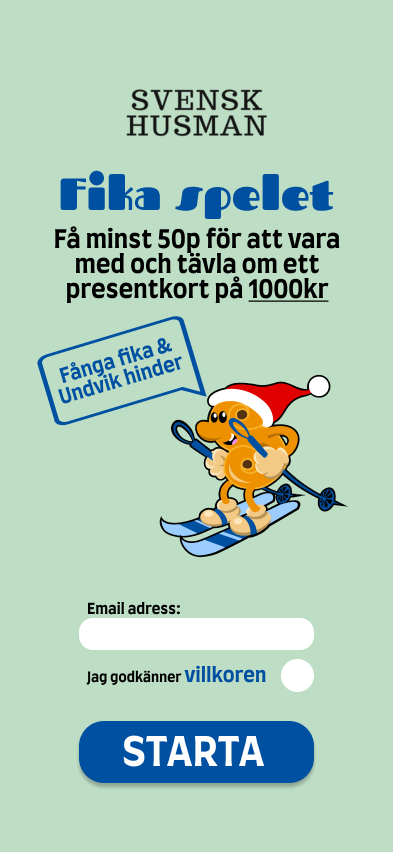 SVENSK
HUSMAN
Fika spelet
Få minst 50p för att vara
med och tävla om ett
presentkort på 1000kr
Fånga fika &
Undvik hinder
Email adress:
Jag godkänner villkoren
STARTA